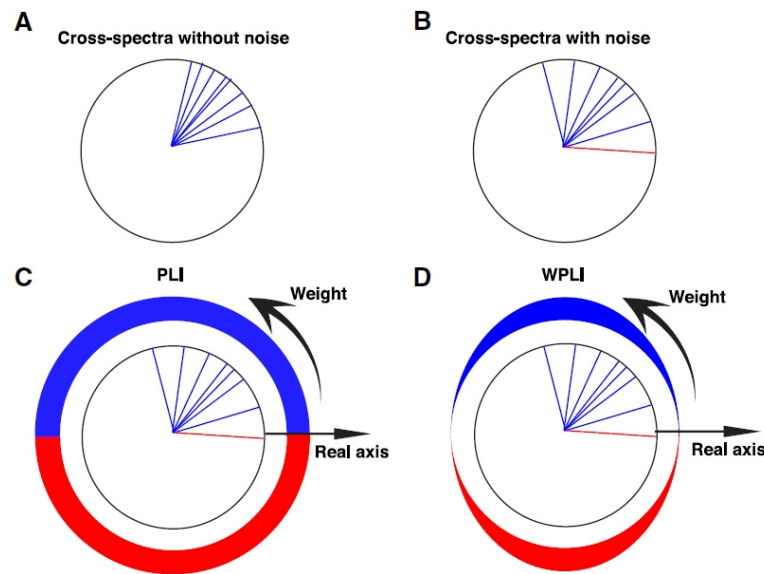 A
Cross-spectra without noise
B
Cross-spectra with noise
C
PLI
Weight
Real axis
D
WPLI
Weight
Real axis